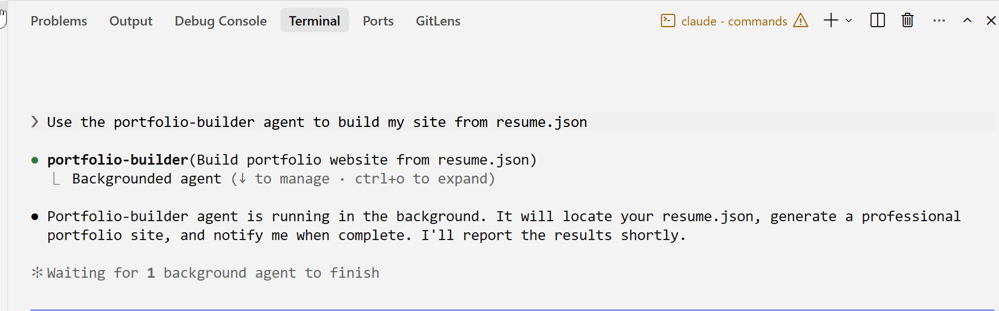 Problems Output Debug Console Terminal Ports GitLens claude - commands
❯ Use the portfolio-builder agent to build my site from resume.json
● portfolio-builder(Build portfolio website from resume.json)
⎿ Backgrounded agent (↓ to manage · ctrl+o to expand)
● Portfolio-builder agent is running in the background. It will locate your resume.json, generate a professional
portfolio site, and notify me when complete. I'll report the results shortly.
✻ Waiting for 1 background agent to finish